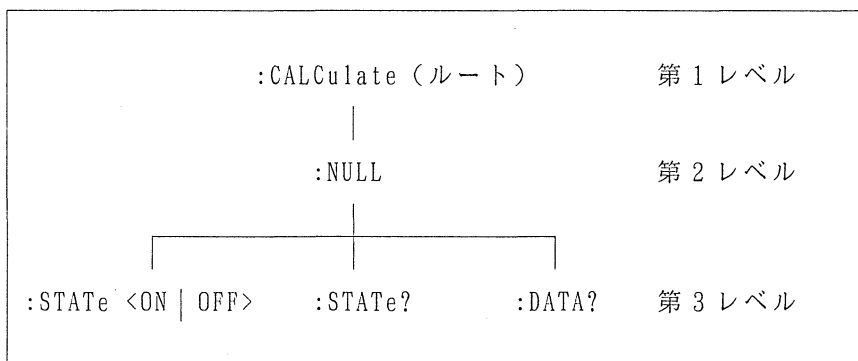 :CALCulate（ルート） 第1レベル
:NULL 第2レベル
:STATe <ON | OFF> :STATe? :DATA? 第3レベル